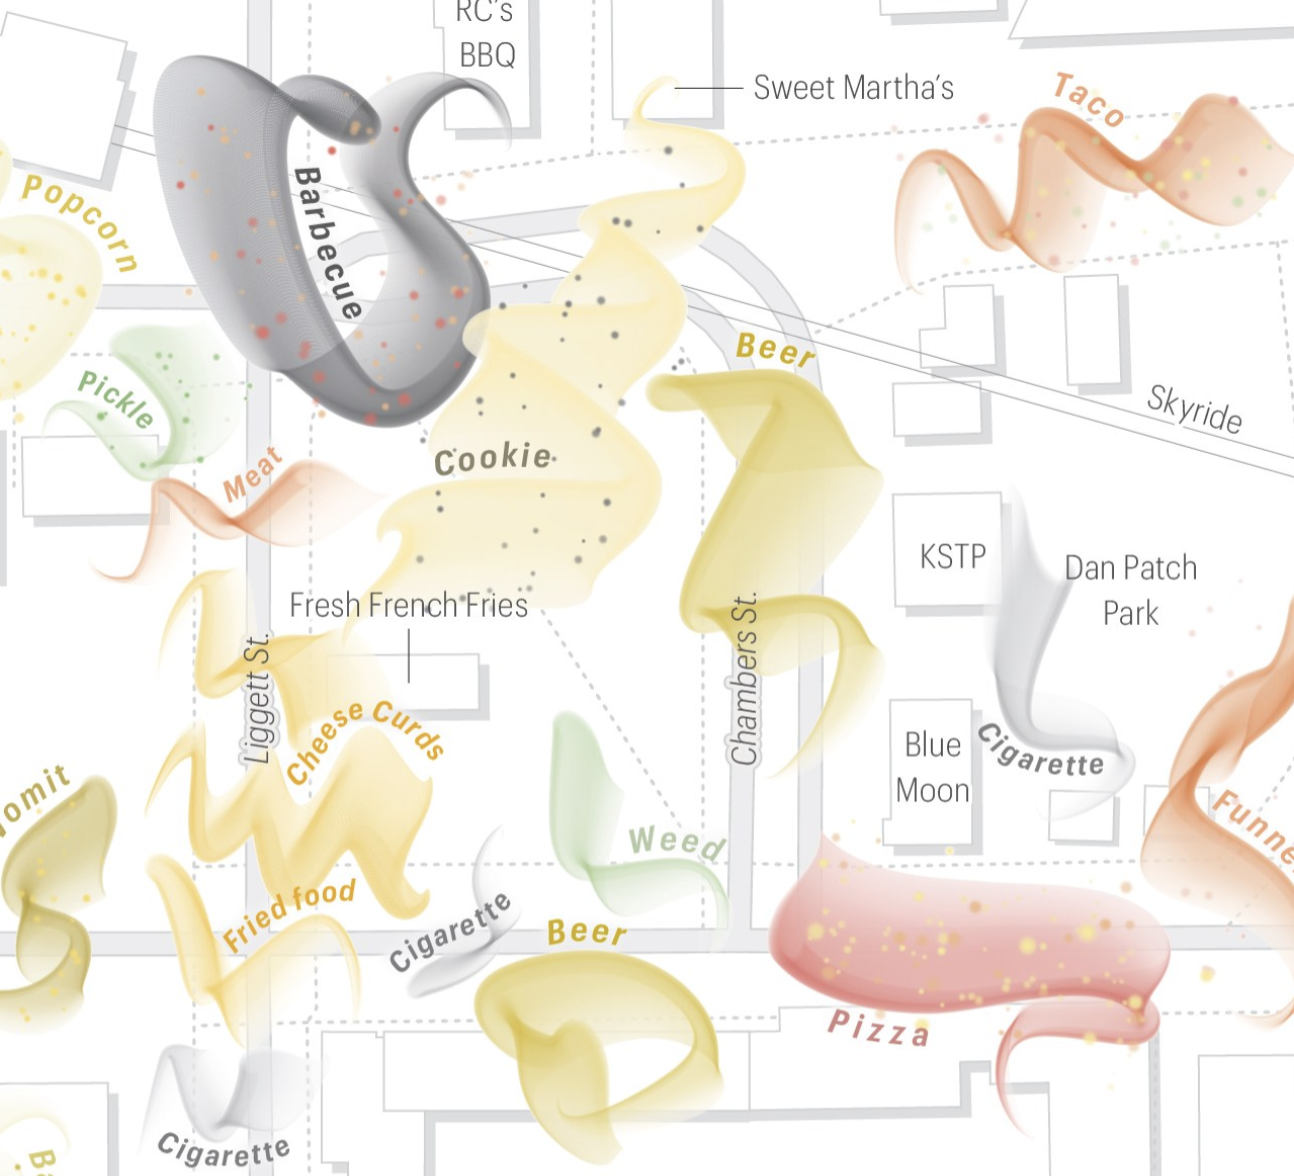 RC's
BBQ
Sweet Martha's
Taco
Popcorn
Barbecue
Beer
Pickle
Skyride
Meat
Cookie
KSTP
Dan Patch
Park
Fresh French Fries
Liggett St.
Chambers St.
Cheese Curds
Blue
Moon
Cigarette
omit
Funne
Weed
Fried food
Cigarette
Beer
Pizza
Cigarette